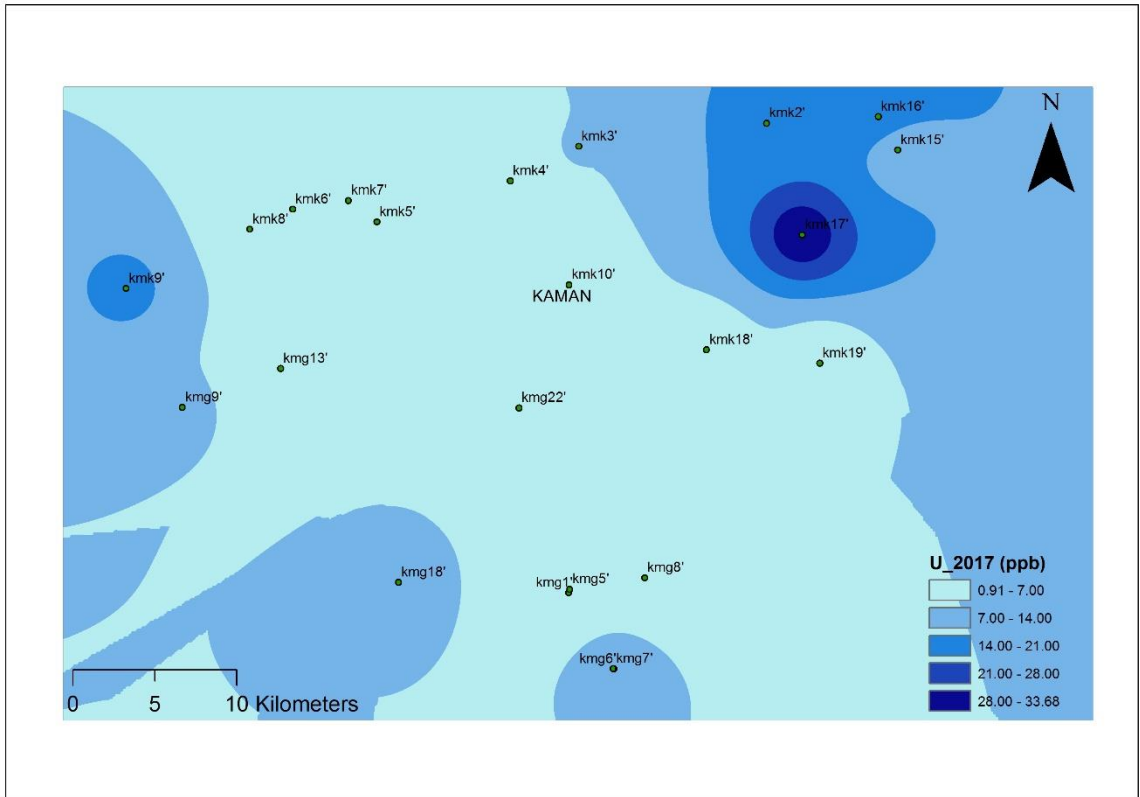 N
kmk2'
kmk16'
kmk3'
kmk15'
kmk4'
kmk7'
kmk6'
kmk5'
kmk8'
kmk17'
kmk9'
kmk10'
KAMAN
kmk18'
kmg13'
kmk19'
kmg9'
kmg22'
kmg18'
kmg1'
kmg5'
kmg8'
kmg6'
kmg7'
U_2017 (ppb)
0.91 - 7.00
7.00 - 14.00
14.00 - 21.00
21.00 - 28.00
28.00 - 33.68
0 5 10 Kilometers